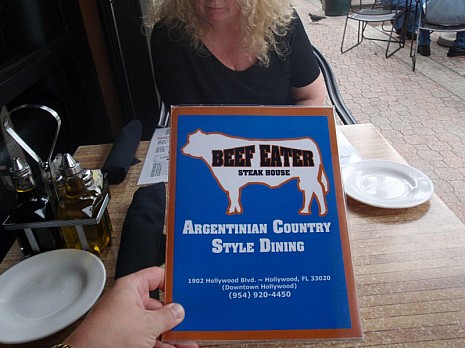 BEEF EATER
STEAK HOUSE
ARGENTINIAN COUNTRY
STYLE DINING
1902 Hollywood Blvd. ~ Hollywood, FL 33020
(Downtown Hollywood)
(954) 920-4450